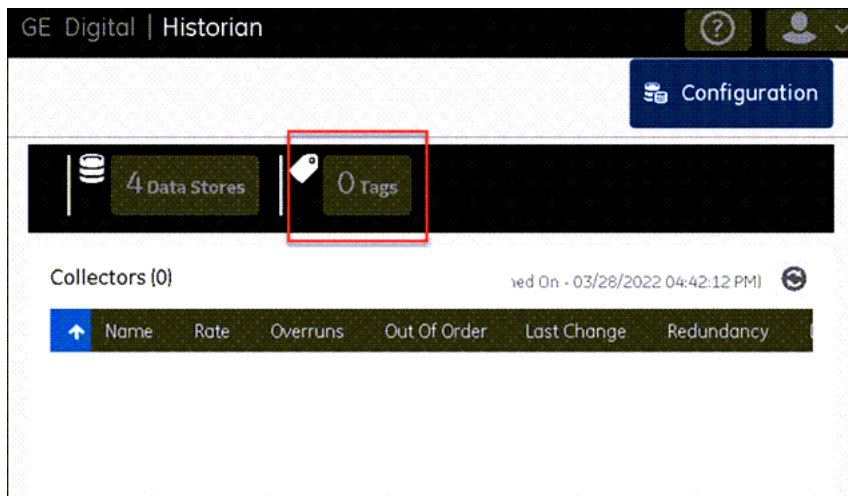 GE Digital | Historian
Configuration
4 Data Stores 0 Tags
Collectors (0) On - 03/28/2022 04:42:12 PM)
Name Rate Overruns Out Of Order Last Change Redundancy